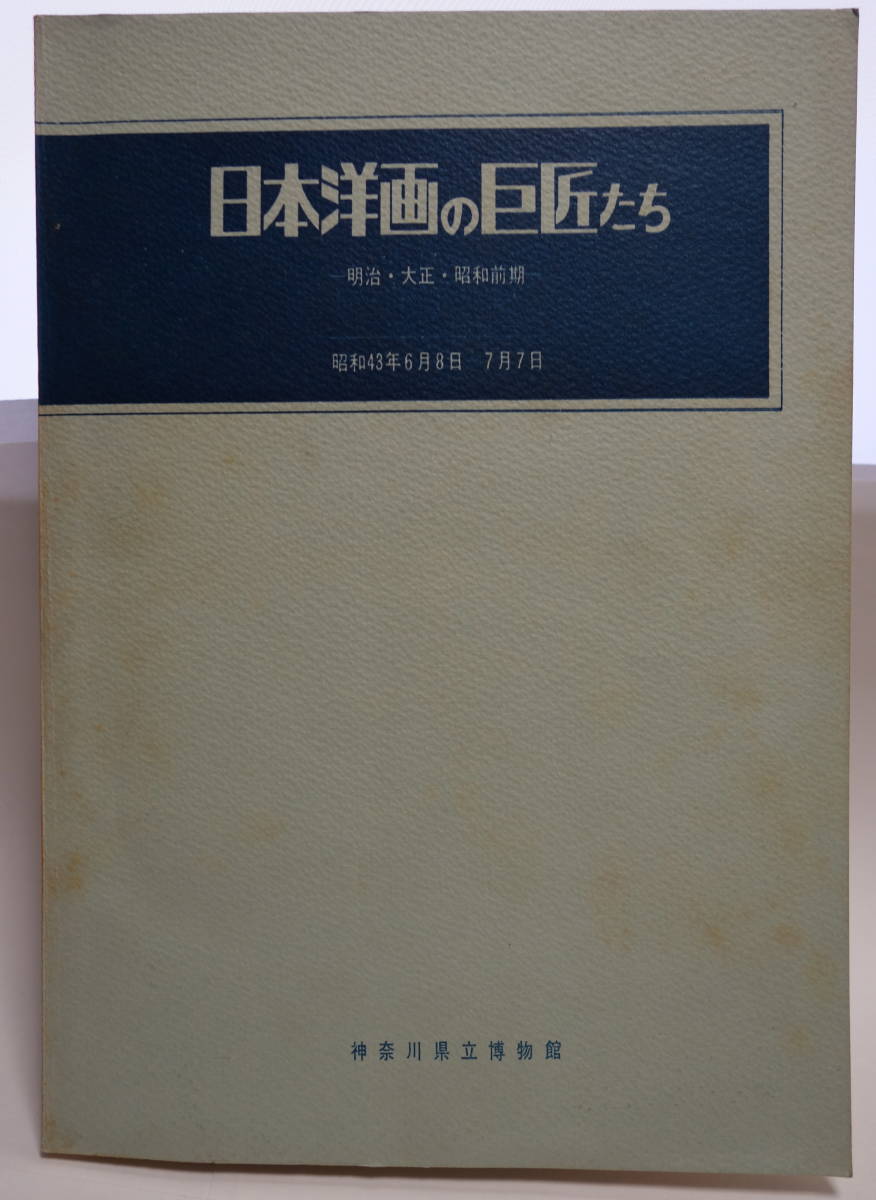 日本洋画の巨匠たち
―明治・大正・昭和前期―
昭和43年6月8日　7月7日
神奈川県立博物館